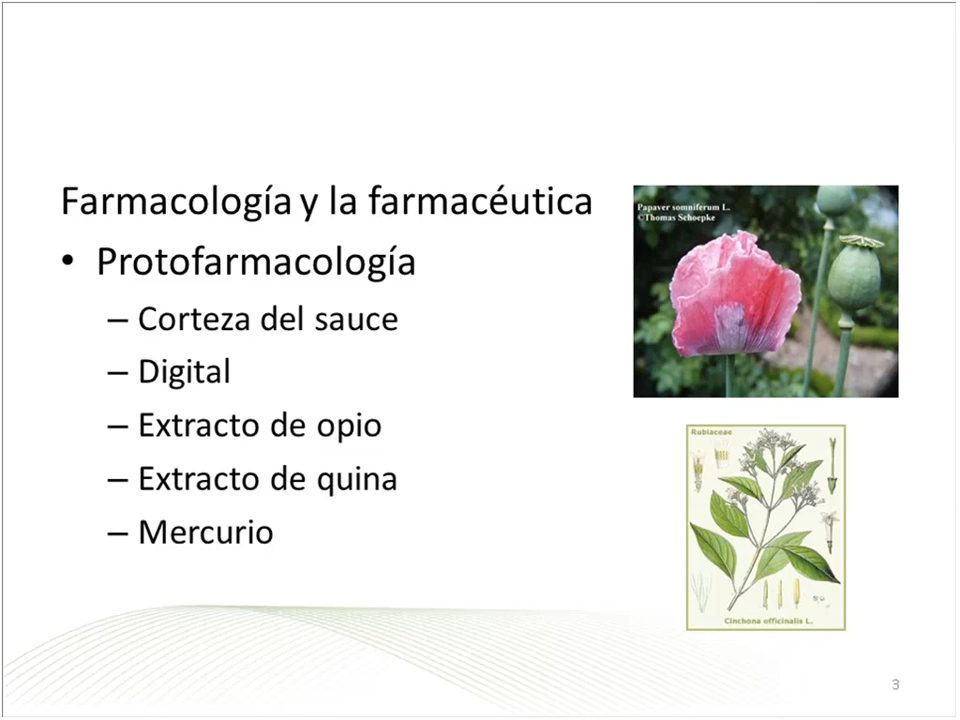 Farmacología y la farmacéutica
• Protofarmacología
– Corteza del sauce
– Digital
– Extracto de opio
– Extracto de quina
– Mercurio
Papaver somniferum L.
©Thomas Schoepke
Rubiaceae
Cinchona officinalis L.
3